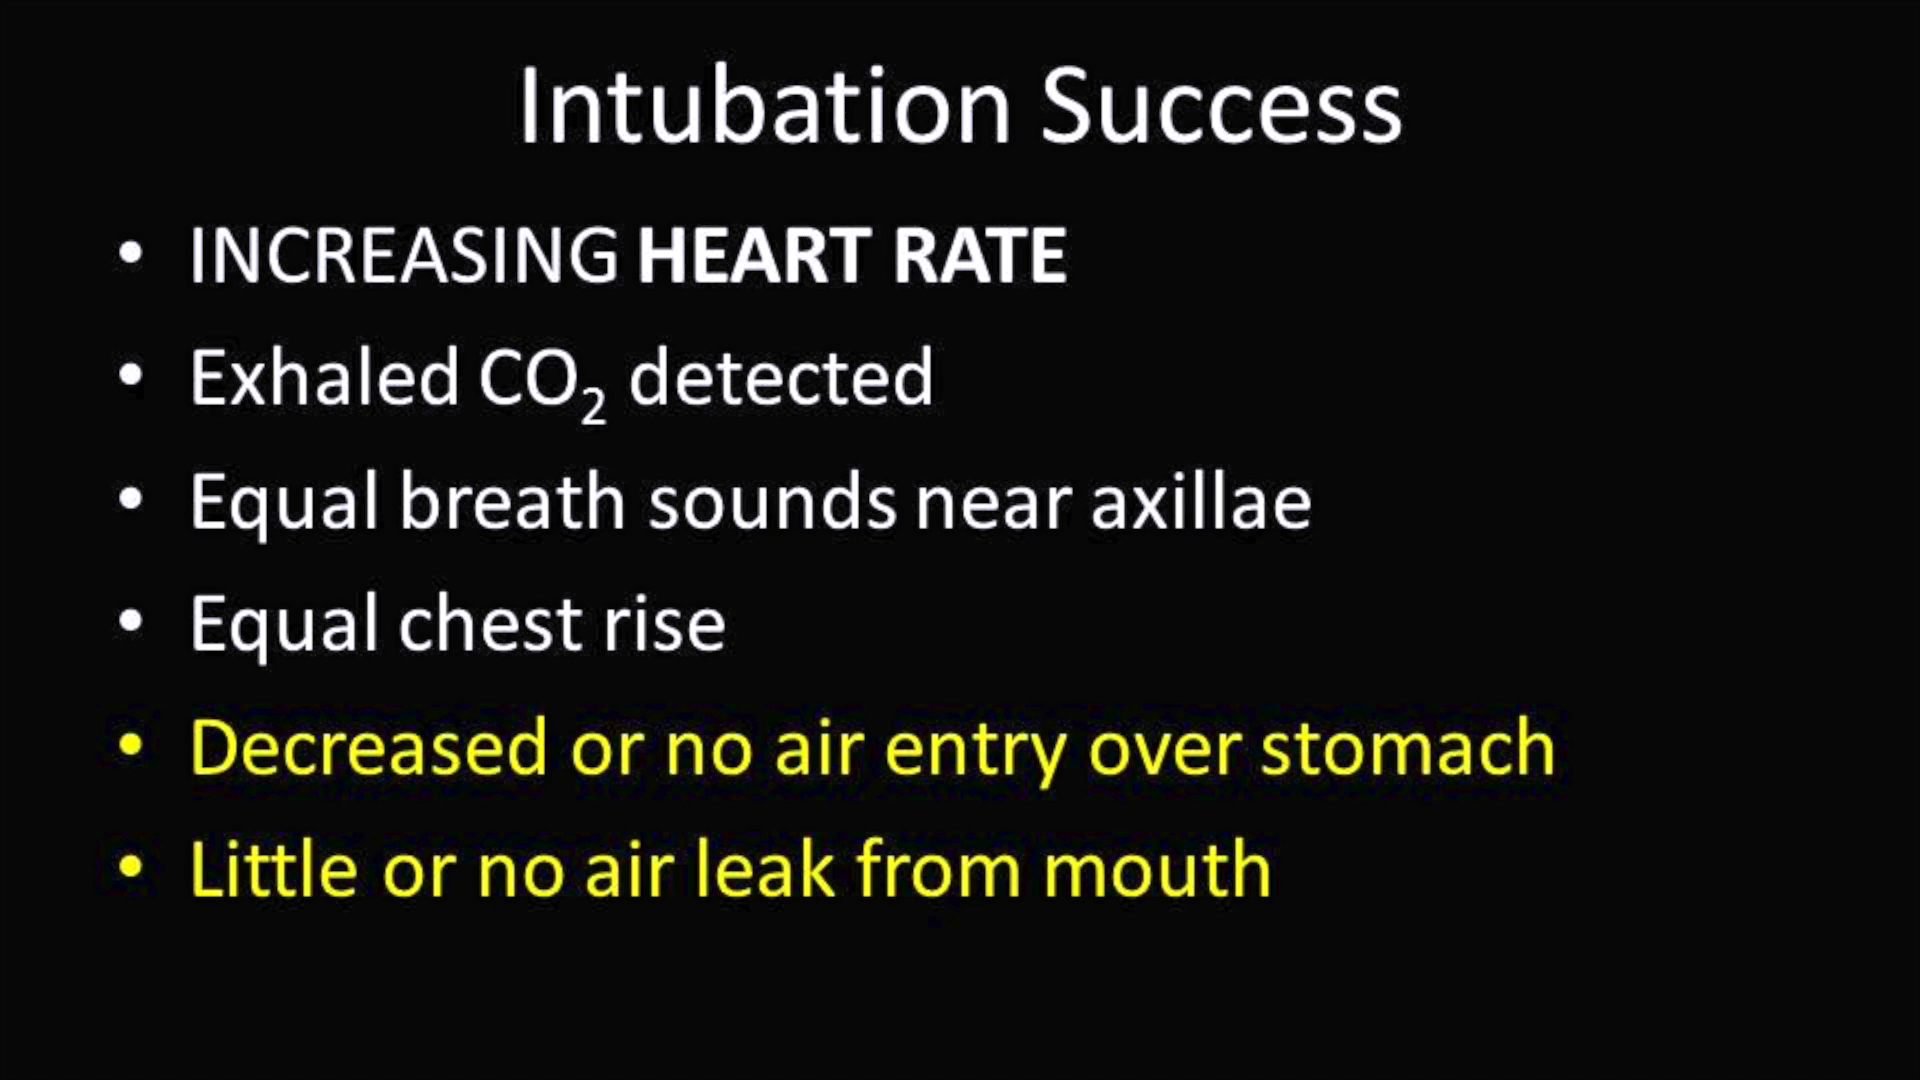 Intubation Success
• INCREASING HEART RATE
• Exhaled CO₂ detected
• Equal breath sounds near axillae
• Equal chest rise
• Decreased or no air entry over stomach
• Little or no air leak from mouth